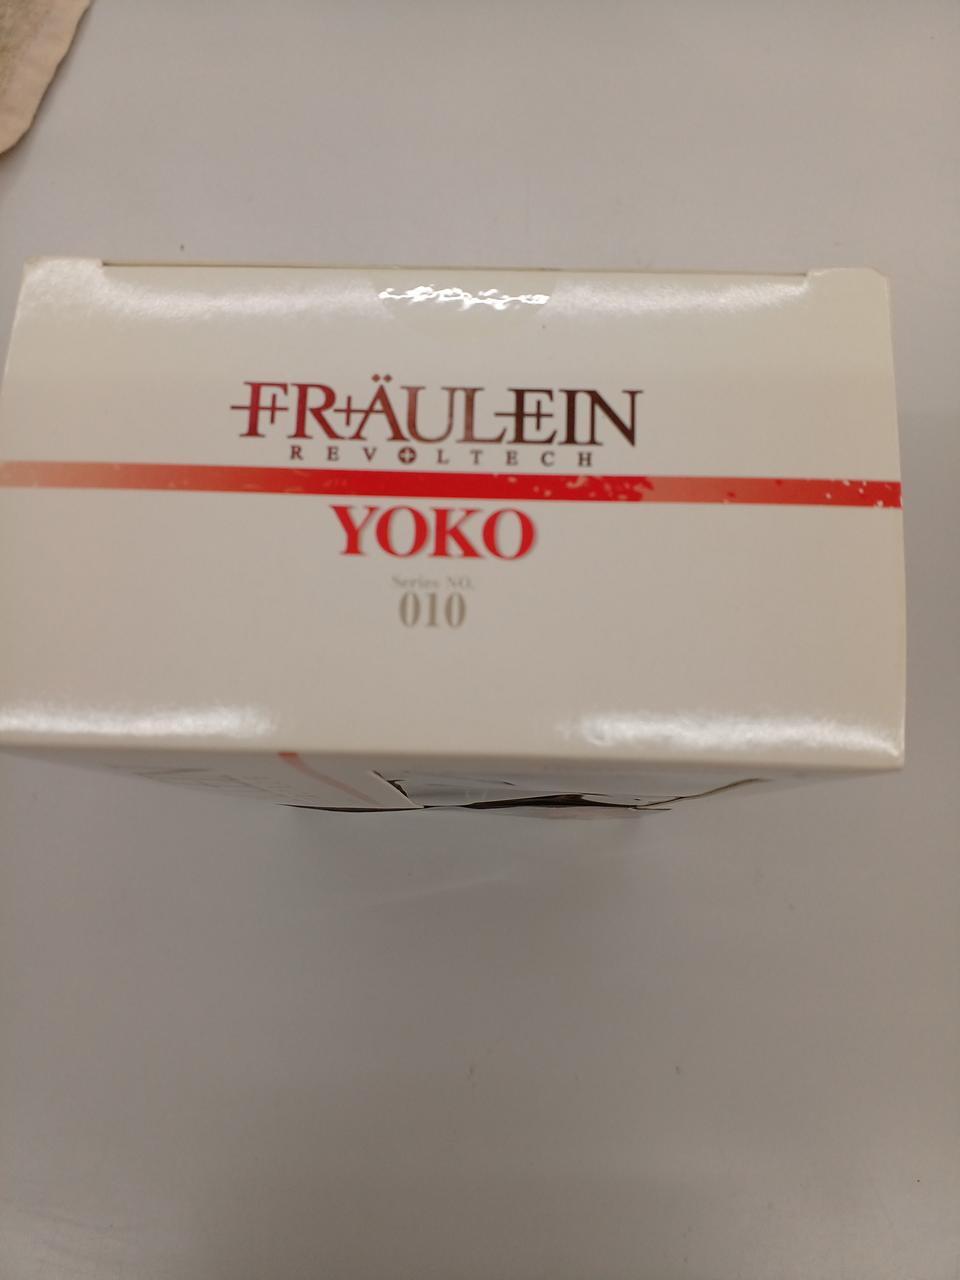 FRÄULEIN
REVOLTECH
YOKO
Series NO.
010